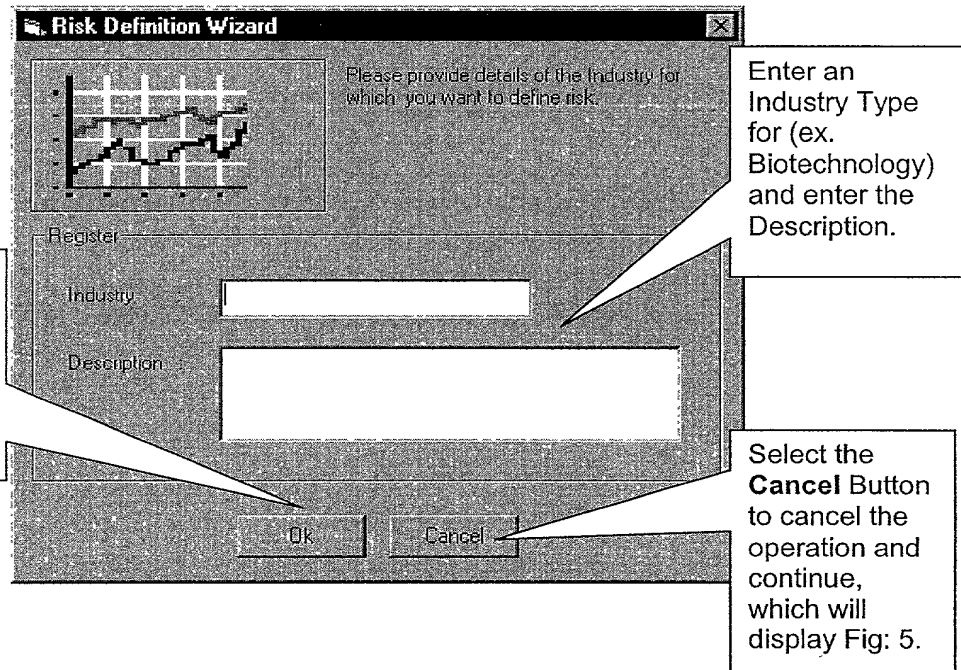 Risk Definition Wizard
Please provide details of the Industry for
which you want to define risk.
Enter an
Industry Type
for (ex.
Biotechnology)
and enter the
Description.
Register
Industry :
Description :
Ok
Cancel
Select the
Cancel Button
to cancel the
operation and
continue,
which will
display Fig: 5.